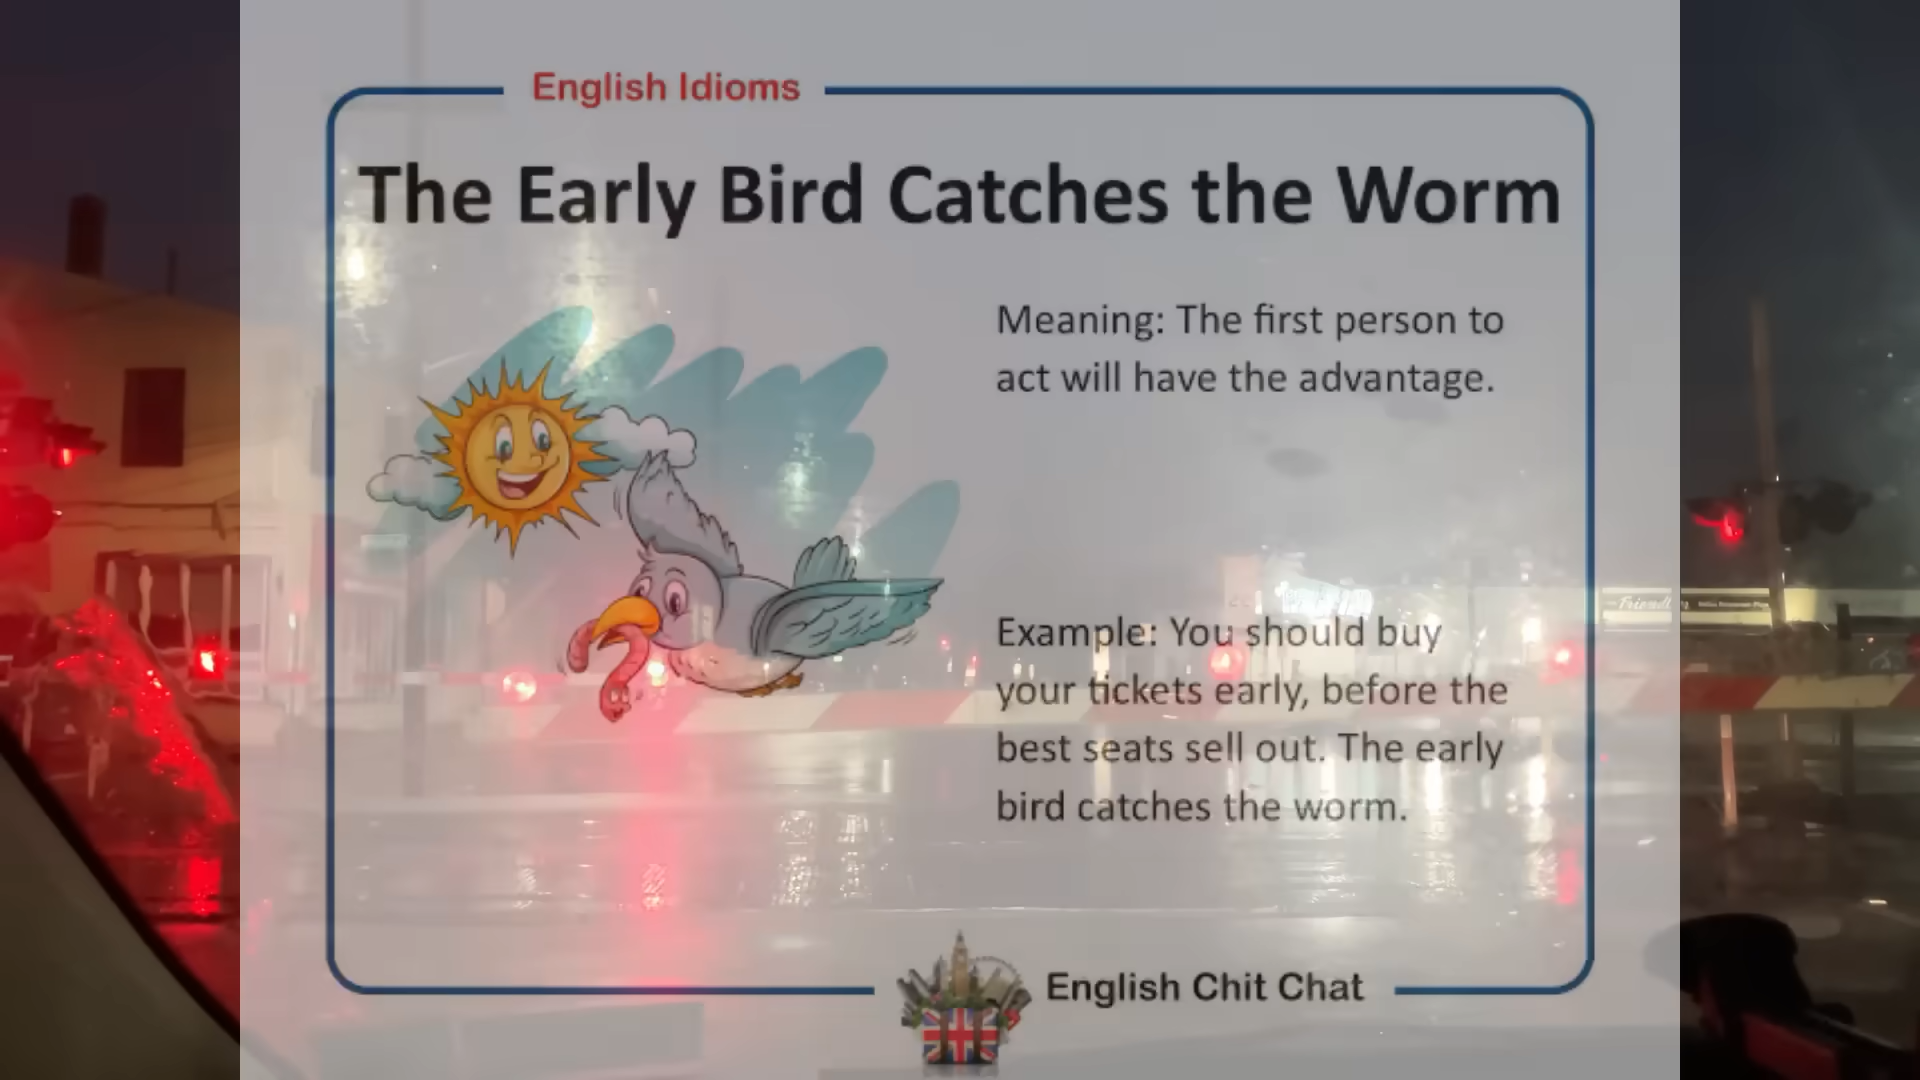 English Idioms
The Early Bird Catches the Worm
Meaning: The first person to
act will have the advantage.
Example: You should buy
your tickets early, before the
best seats sell out. The early
bird catches the worm.
English Chit Chat